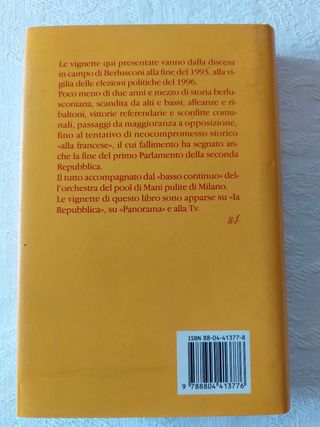 Le vignette qui presentate vanno dalla discesa
in campo di Berlusconi alla fine del 1993, alla vi-
gilia delle elezioni politiche del 1996.
Poco meno di due anni e mezzo di storia berlu-
sconiana, scandita da alti e bassi, alleanze e ri-
baltoni, vittorie referendarie e sconfitte comu-
nali, passaggi da maggioranza a opposizione,
fino al tentativo di neocompromesso storico
«alla francese», il cui fallimento ha segnato an-
che la fine del primo Parlamento della seconda
Repubblica.
Il tutto accompagnato dal «basso continuo» del-
l'orchestra del pool di Mani pulite di Milano.
Le vignette di questo libro sono apparse su «la
Repubblica», su «Panorama» e alla Tv.
g.f.
ISBN 88-04-41377-8
9 788804 413776